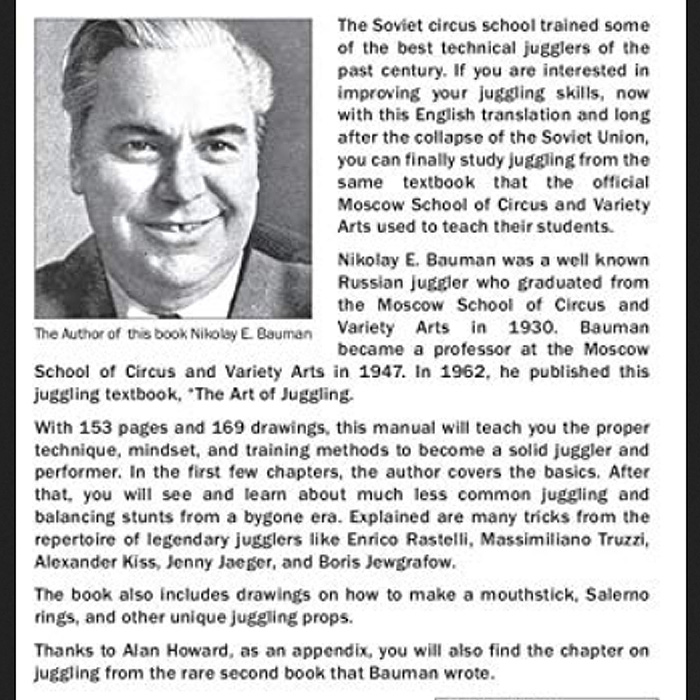 The Soviet circus school trained some
of the best technical jugglers of the
past century. If you are interested in
improving your juggling skills, now
with this English translation and long
after the collapse of the Soviet Union,
you can finally study juggling from the
same textbook that the official
Moscow School of Circus and Variety
Arts used to teach their students.
Nikolay E. Bauman was a well known
Russian juggler who graduated from
the Moscow School of Circus and
Variety Arts in 1930. Bauman
became a professor at the Moscow
The Author of this book Nikolay E. Bauman
School of Circus and Variety Arts in 1947. In 1962, he published this
juggling textbook, "The Art of Juggling.
With 153 pages and 169 drawings, this manual will teach you the proper
technique, mindset, and training methods to become a solid juggler and
performer. In the first few chapters, the author covers the basics. After
that, you will see and learn about much less common juggling and
balancing stunts from a bygone era. Explained are many tricks from the
repertoire of legendary jugglers like Enrico Rastelli, Massimiliano Truzzi,
Alexander Kiss, Jenny Jaeger, and Boris Jewgrafow.
The book also includes drawings on how to make a mouthstick, Salerno
rings, and other unique juggling props.
Thanks to Alan Howard, as an appendix, you will also find the chapter on
juggling from the rare second book that Bauman wrote.